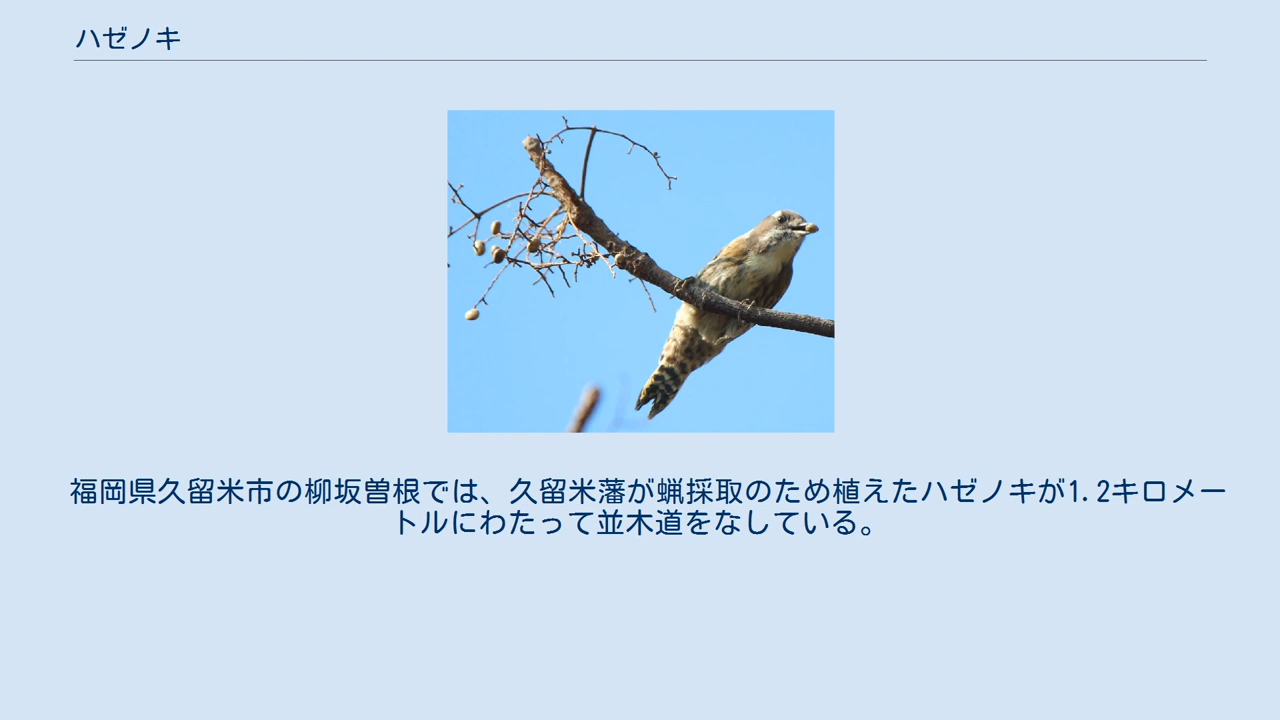 ハゼノキ
福岡県久留米市の柳坂曽根では、久留米藩が蝋採取のため植えたハゼノキが1.2キロメー
トルにわたって並木道をなしている。